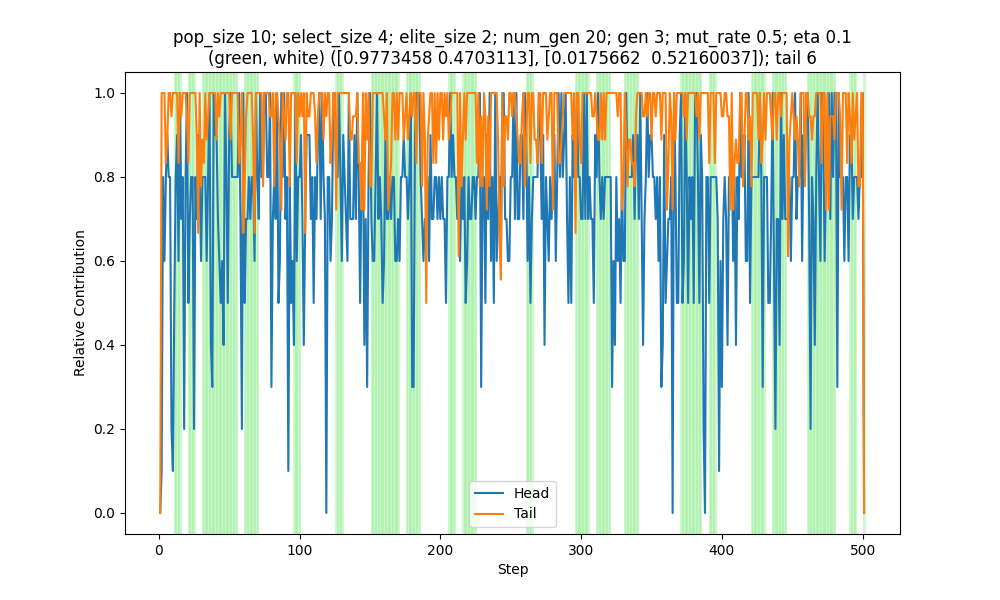 pop_size 10; select_size 4; elite_size 2; num_gen 20; gen 3; mut_rate 0.5; eta 0.1
(green, white) ([0.9773458 0.4703113], [0.0175662  0.52160037]); tail 6
1.0
0.8
0.6
0.4
0.2
0.0
Relative Contribution
Head
Tail
0 100 200 300 400 500
Step